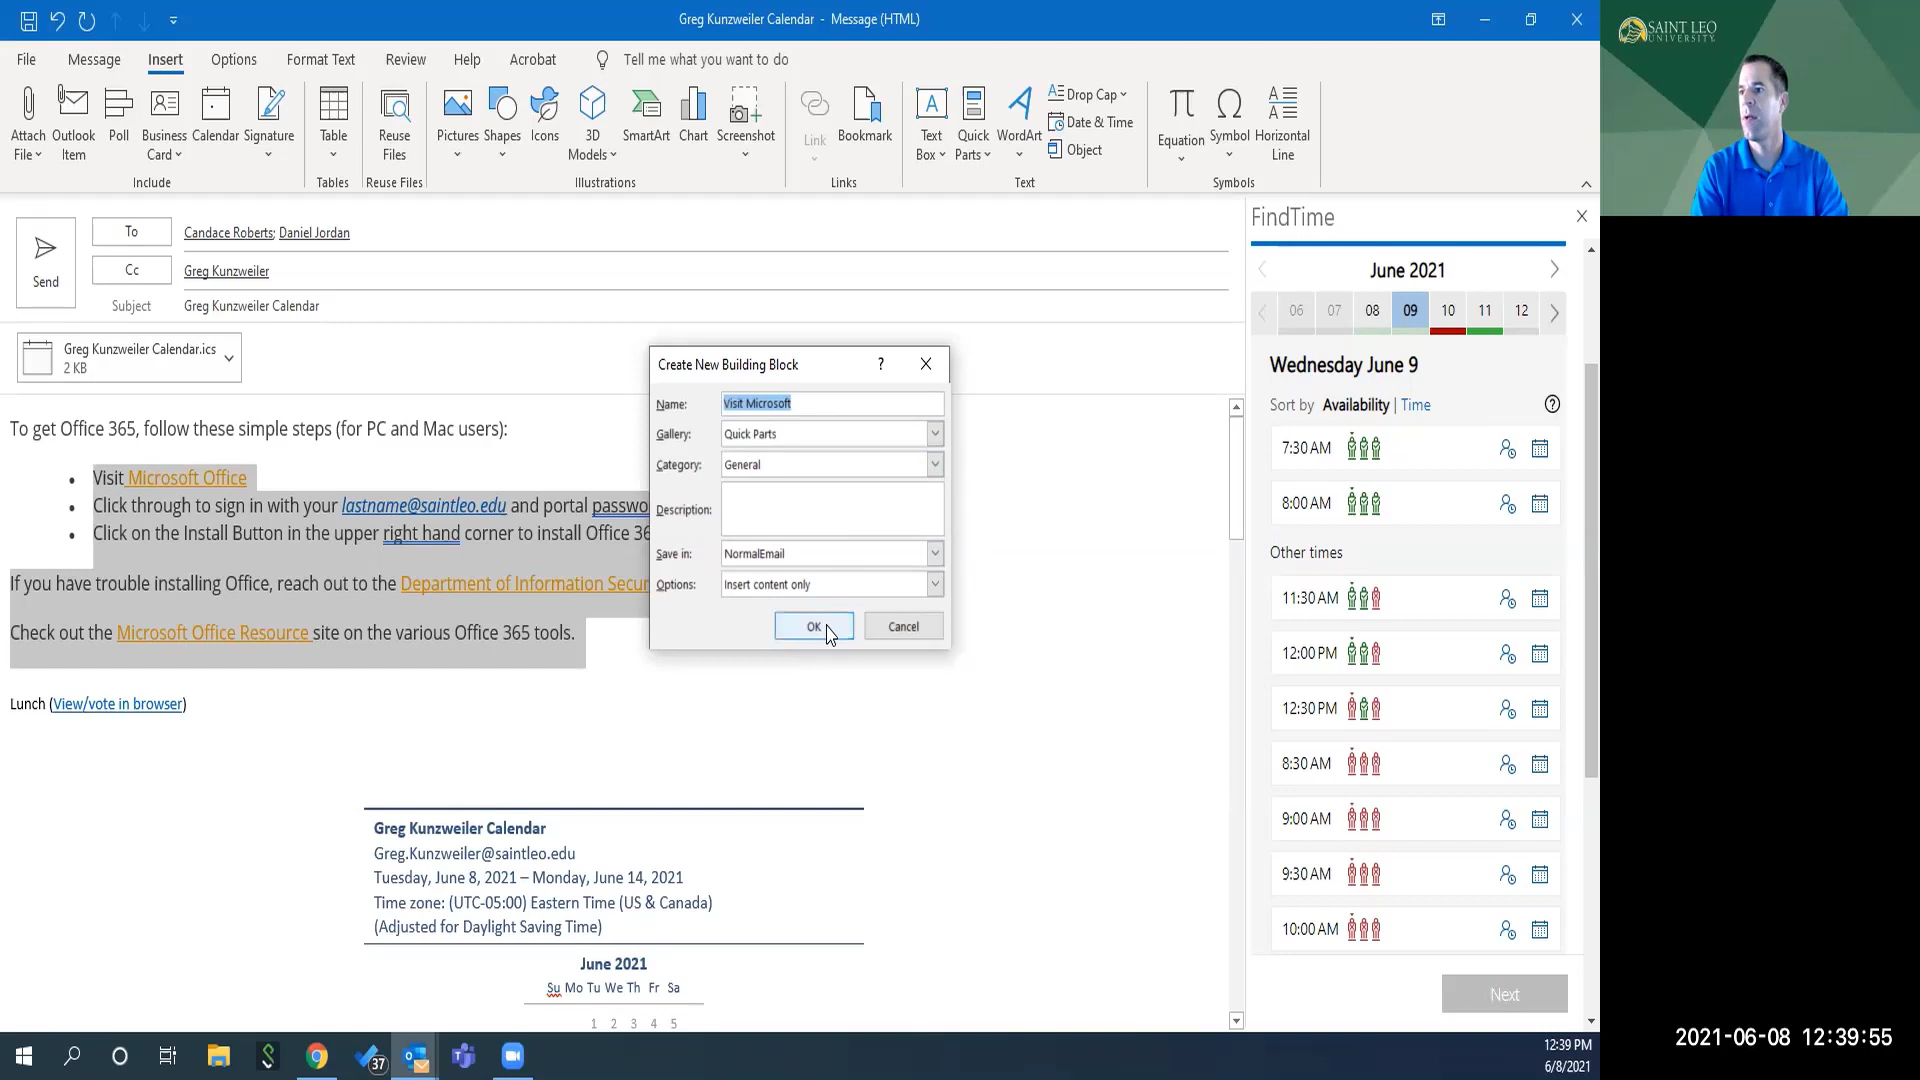 Greg Kunzweiler Calendar - Message (HTML)
SAINT LEO
UNIVERSITY
File Message Insert Options Format Text Review Help Acrobat Tell me what you want to do
Attach File
Outlook Item
Poll
Business Card
Calendar
Signature
Table
Reuse Files
Pictures
Shapes
Icons
3D Models
SmartArt
Chart
Screenshot
Link
Bookmark
Text Box
Quick Parts
WordArt
Drop Cap
Date & Time
Object
Equation
Symbol
Horizontal Line
Include Tables Reuse Files Illustrations Links Text Symbols
Send
To Candace Roberts; Daniel Jordan
Cc Greg Kunzweiler
Subject Greg Kunzweiler Calendar
Greg Kunzweiler Calendar.ics
2 KB
To get Office 365, follow these simple steps (for PC and Mac users):
• Visit Microsoft Office
• Click through to sign in with your lastname@saintleo.edu and portal passwo
• Click on the Install Button in the upper right hand corner to install Office 36
If you have trouble installing Office, reach out to the Department of Information Secur
Check out the Microsoft Office Resource site on the various Office 365 tools.
Lunch (View/vote in browser)
Greg Kunzweiler Calendar
Greg.Kunzweiler@saintleo.edu
Tuesday, June 8, 2021 – Monday, June 14, 2021
Time zone: (UTC-05:00) Eastern Time (US & Canada)
(Adjusted for Daylight Saving Time)
June 2021
Su Mo Tu We Th Fr Sa
1 2 3 4 5
Create New Building Block ?
Name: Visit Microsoft
Gallery: Quick Parts
Category: General
Description:
Save in: NormalEmail
Options: Insert content only
OK Cancel
FindTime
June 2021
06 07 08 09 10 11 12
Wednesday June 9
Sort by Availability | Time ?
7:30 AM
8:00 AM
Other times
11:30 AM
12:00 PM
12:30 PM
8:30 AM
9:00 AM
9:30 AM
10:00 AM
Next
37
12:39 PM
6/8/2021
2021-06-08 12:39:55